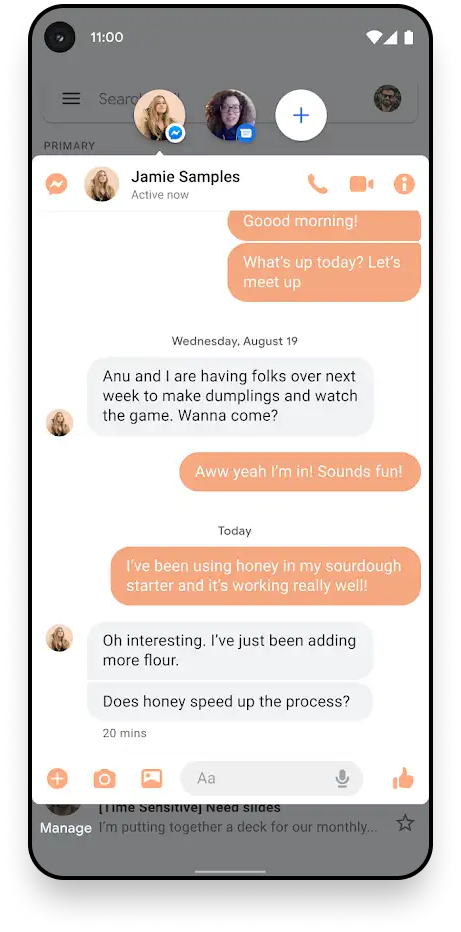 11:00
Search
PRIMARY
Jamie Samples
Active now
Goood morning!
What's up today? Let's
meet up
Wednesday, August 19
Anu and I are having folks over next
week to make dumplings and watch
the game. Wanna come?
Aww yeah I'm in! Sounds fun!
Today
I've been using honey in my sourdough
starter and it's working really well!
Oh interesting. I've just been adding
more flour.
Does honey speed up the process?
20 mins
Aa
[Time Sensitive] Need slides
Manage
I'm putting together a deck for our monthly...